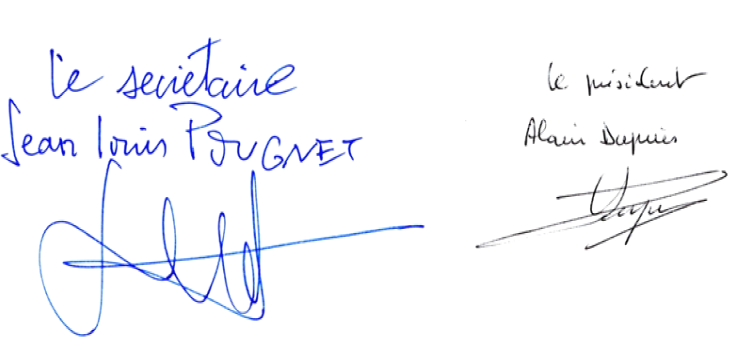 Le secrétaire
Jean Louis POUGNET
le président
Alain Dupuis